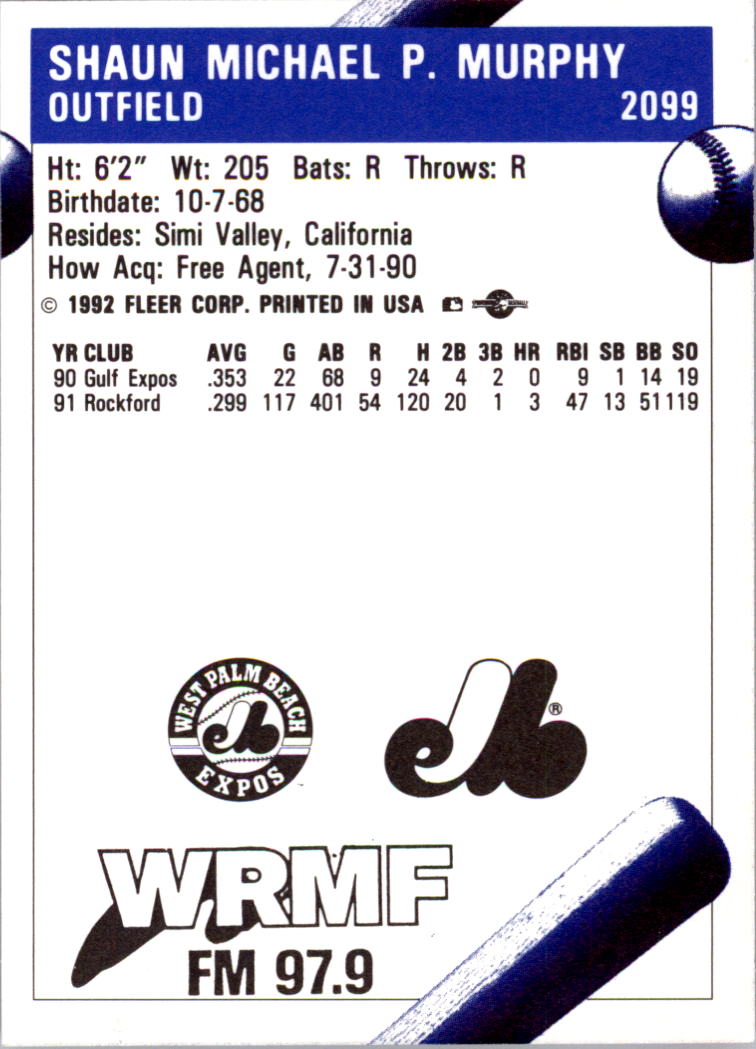 SHAUN MICHAEL P. MURPHY
OUTFIELD 2099
Ht: 6'2" Wt: 205 Bats: R Throws: R
Birthdate: 10-7-68
Resides: Simi Valley, California
How Acq: Free Agent, 7-31-90
© 1992 FLEER CORP. PRINTED IN USA
YR CLUB AVG G AB R H 2B 3B HR RBI SB BB SO
90 Gulf Expos .353 22 68 9 24 4 2 0 9 1 14 19
91 Rockford .299 117 401 54 120 20 1 3 47 13 51 119
WEST PALM BEACH
EXPOS
elb
elb ®
WRMF
FM 97.9